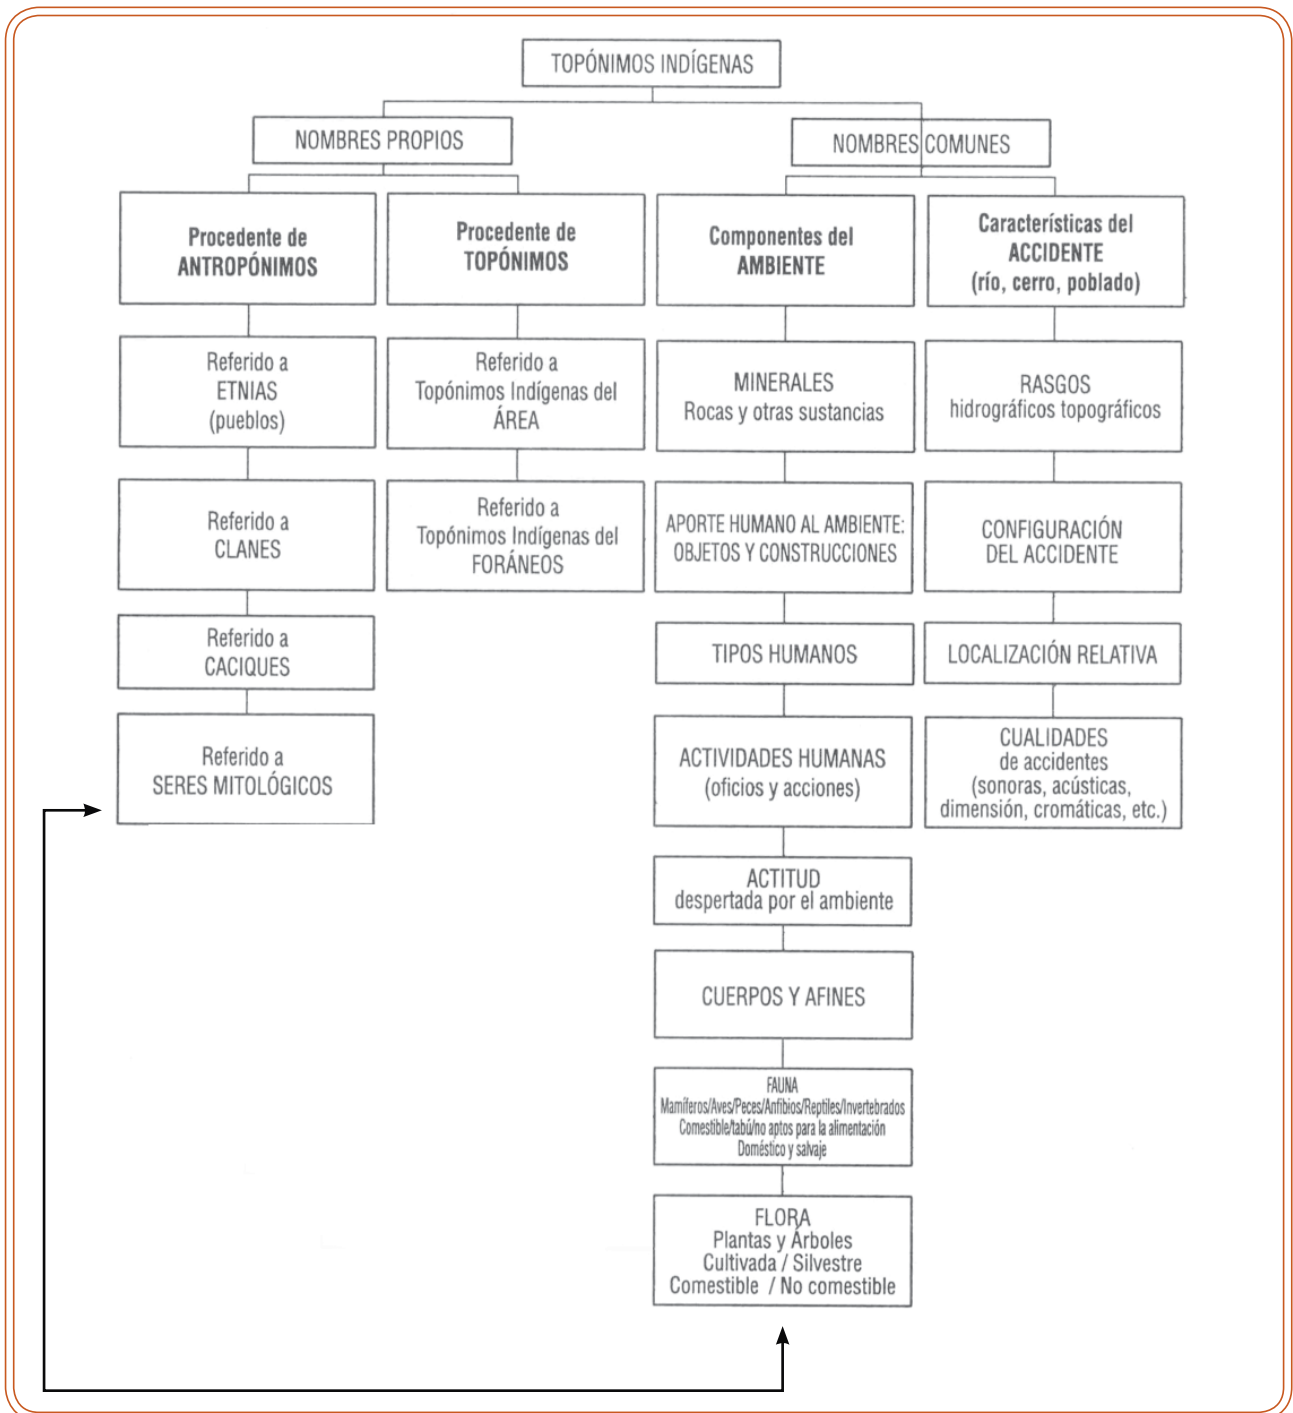 TOPÓNIMOS INDÍGENAS
NOMBRES PROPIOS
NOMBRES COMUNES
Procedente de
ANTROPÓNIMOS
Procedente de
TOPÓNIMOS
Componentes del
AMBIENTE
Características del
ACCIDENTE
(río, cerro, poblado)
Referido a
ETNIAS
(pueblos)
Referido a
Topónimos Indígenas del
ÁREA
MINERALES
Rocas y otras sustancias
RASGOS
hidrográficos topográficos
Referido a
CLANES
Referido a
Topónimos Indígenas del
FORÁNEOS
APORTE HUMANO AL AMBIENTE:
OBJETOS Y CONSTRUCCIONES
CONFIGURACIÓN
DEL ACCIDENTE
Referido a
CACIQUES
TIPOS HUMANOS
LOCALIZACIÓN RELATIVA
Referido a
SERES MITOLÓGICOS
ACTIVIDADES HUMANAS
(oficios y acciones)
CUALIDADES
de accidentes
(sonoras, acústicas,
dimensión, cromáticas, etc.)
ACTITUD
despertada por el ambiente
CUERPOS Y AFINES
FAUNA
Mamíferos/Aves/Peces/Anfibios/Reptiles/Invertebrados
Comestible/tabú/no aptos para la alimentación
Doméstico y salvaje
FLORA
Plantas y Árboles
Cultivada / Silvestre
Comestible / No comestible